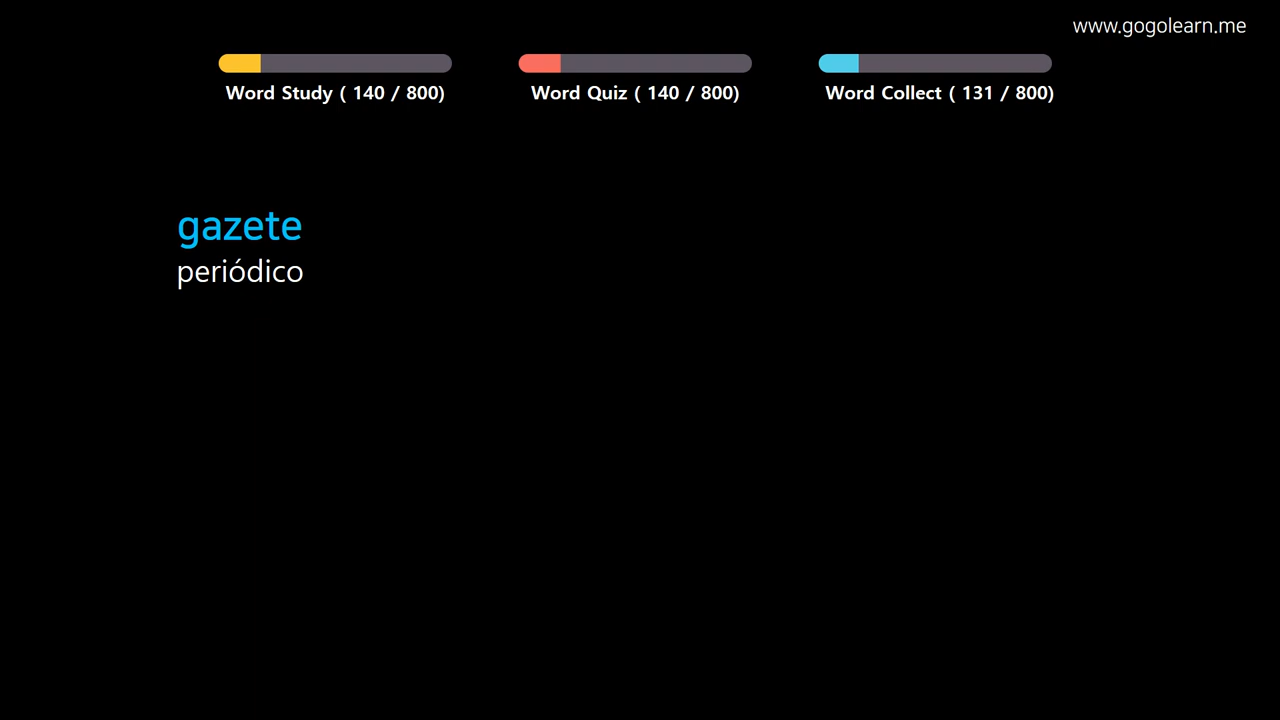 www.gogolearn.me
Word Study ( 140 / 800)
Word Quiz ( 140 / 800)
Word Collect ( 131 / 800)
gazete
periódico